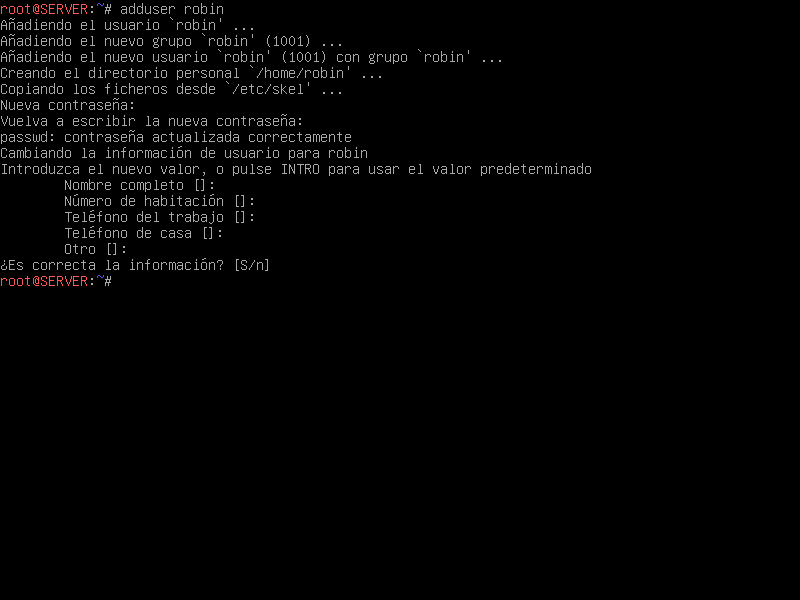 root@SERVER:~# adduser robin
Añadiendo el usuario `robin' ...
Añadiendo el nuevo grupo `robin' (1001) ...
Añadiendo el nuevo usuario `robin' (1001) con grupo `robin' ...
Creando el directorio personal `/home/robin' ...
Copiando los ficheros desde `/etc/skel' ...
Nueva contraseña:
Vuelva a escribir la nueva contraseña:
passwd: contraseña actualizada correctamente
Cambiando la información de usuario para robin
Introduzca el nuevo valor, o pulse INTRO para usar el valor predeterminado
        Nombre completo []:
        Número de habitación []:
        Teléfono del trabajo []:
        Teléfono de casa []:
        Otro []:
¿Es correcta la información? [S/n]
root@SERVER:~#